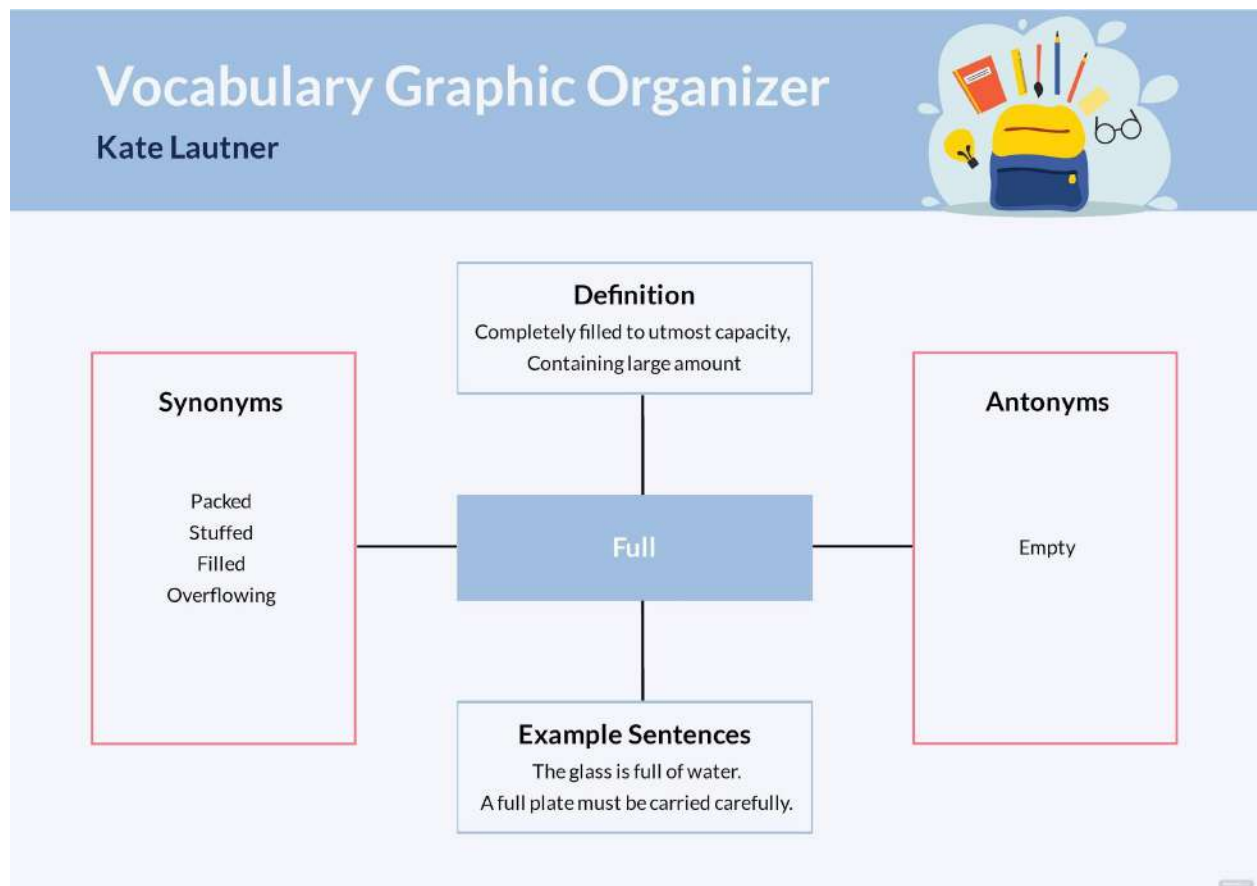 Vocabulary Graphic Organizer
Kate Lautner
Definition
Completely filled to utmost capacity,
Containing large amount
Synonyms
Packed
Stuffed
Filled
Overflowing
Full
Antonyms
Empty
Example Sentences
The glass is full of water.
A full plate must be carried carefully.